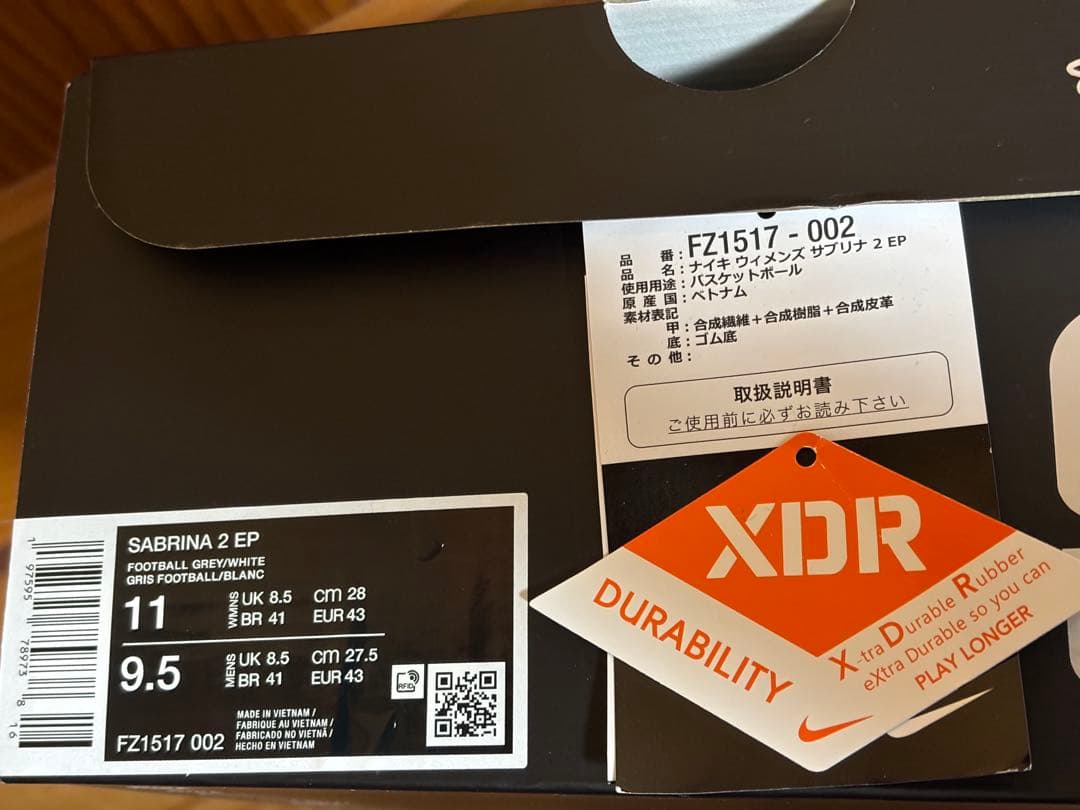 品番：FZ1517 - 002
品名：ナイキ ウィメンズ サブリナ 2 EP
使用用途：バスケットボール
原産国：ベトナム
素材表記
甲：合成繊維＋合成樹脂＋合成皮革
底：ゴム底
その他：
取扱説明書
ご使用前に必ずお読み下さい
XDR
DURABILITY
X-tra Durable Rubber
eXtra Durable so you can
PLAY LONGER
SABRINA 2 EP
FOOTBALL GREY/WHITE
GRIS FOOTBALL/BLANC
11 WMNS UK 8.5 CM 28
BR 41 EUR 43
9.5 MENS UK 8.5 CM 27.5
BR 41 EUR 43
RFID
MADE IN VIETNAM /
FABRIQUE AU VIETNAM /
FABRICADO NO VIETNÃ /
HECHO EN VIETNAM
FZ1517 002
1 97595 78973 8 16